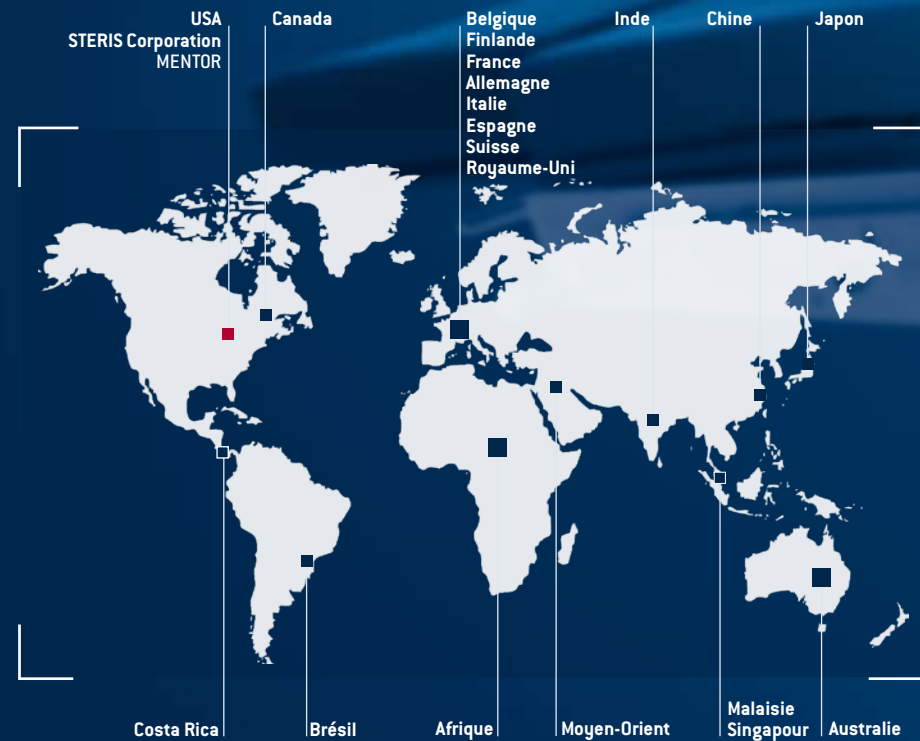 USA
STERIS Corporation
MENTOR
Canada
Belgique
Finlande
France
Allemagne
Italie
Espagne
Suisse
Royaume-Uni
Inde
Chine
Japon
Costa Rica
Brésil
Afrique
Moyen-Orient
Malaisie
Singapour
Australie